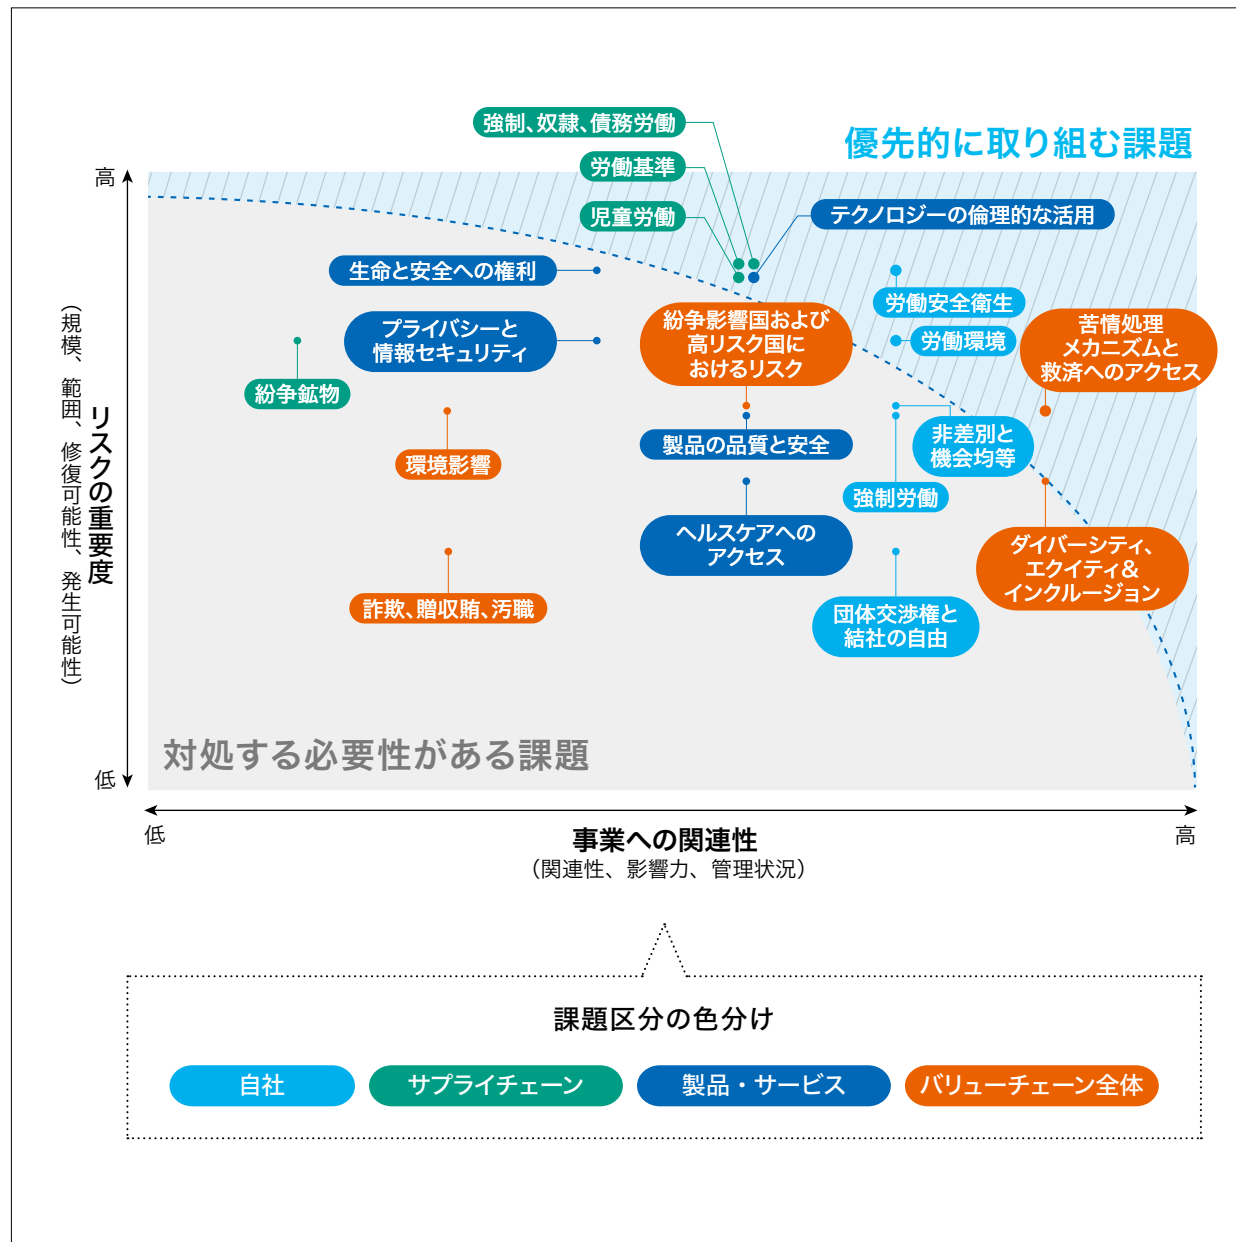 強制、奴隷、債務労働
優先的に取り組む課題
労働基準
高
児童労働
テクノロジーの倫理的な活用
生命と安全への権利
労働安全衛生
紛争影響国および
高リスク国に
おけるリスク
プライバシーと
情報セキュリティ
労働環境
苦情処理
メカニズムと
救済へのアクセス
紛争鉱物
リスクの重要度
（規模、範囲、修復可能性、発生可能性）
製品の品質と安全
非差別と
機会均等
環境影響
強制労働
ヘルスケアへの
アクセス
ダイバーシティ、
エクイティ&
インクルージョン
詐欺、贈収賄、汚職
団体交渉権と
結社の自由
対処する必要性がある課題
低
低
事業への関連性
高
（関連性、影響力、管理状況）
課題区分の色分け
自社
サプライチェーン
製品・サービス
バリューチェーン全体